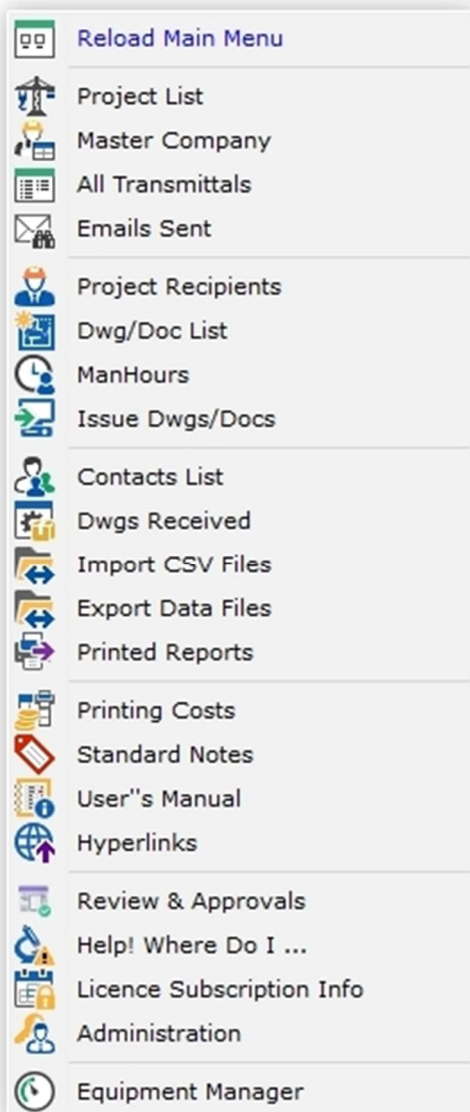 Reload Main Menu
Project List
Master Company
All Transmittals
Emails Sent
Project Recipients
Dwg/Doc List
ManHours
Issue Dwgs/Docs
Contacts List
Dwgs Received
Import CSV Files
Export Data Files
Printed Reports
Printing Costs
Standard Notes
User''s Manual
Hyperlinks
Review & Approvals
Help! Where Do I ...
Licence Subscription Info
Administration
Equipment Manager